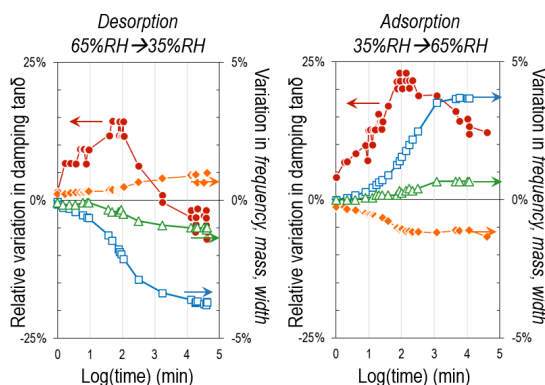 Desorption
65%RH→35%RH
Relative variation in damping tanδ
25%
0%
-25%
5%
0%
-5%
Variation in frequency, mass, width
0 1 2 3 4 5
Log(time) (min)
Adsorption
35%RH→65%RH
Relative variation in damping tanδ
25%
0%
-25%
5%
0%
-5%
Variation in frequency, mass, width
0 1 2 3 4 5
Log(time) (min)